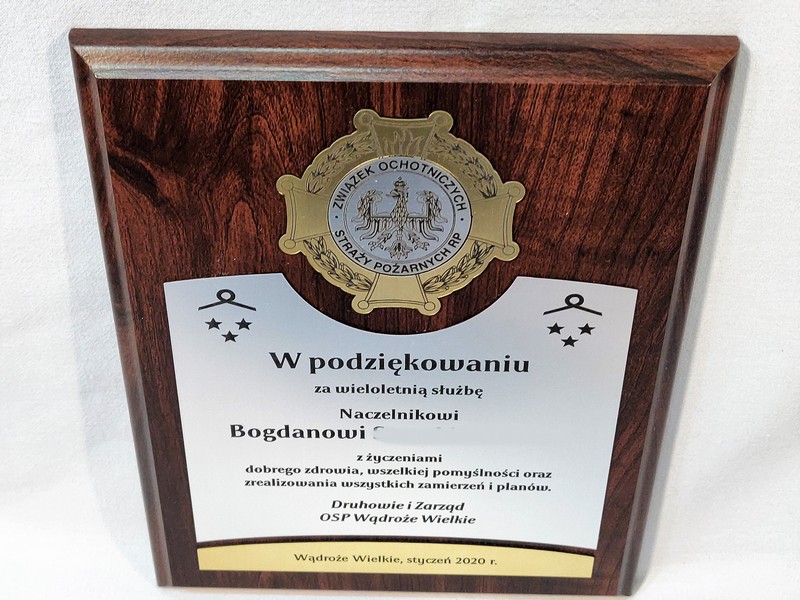 ZWIĄZEK OCHOTNICZYCH
STRAŻY POŻARNYCH RP
W podziękowaniu
za wieloletnią służbę
Naczelnikowi
Bogdanowi
z życzeniami
dobrego zdrowia, wszelkiej pomyślności oraz
zrealizowania wszystkich zamierzeń i planów.
Druhowie i Zarząd
OSP Wądroże Wielkie
Wądroże Wielkie, styczeń 2020 r.